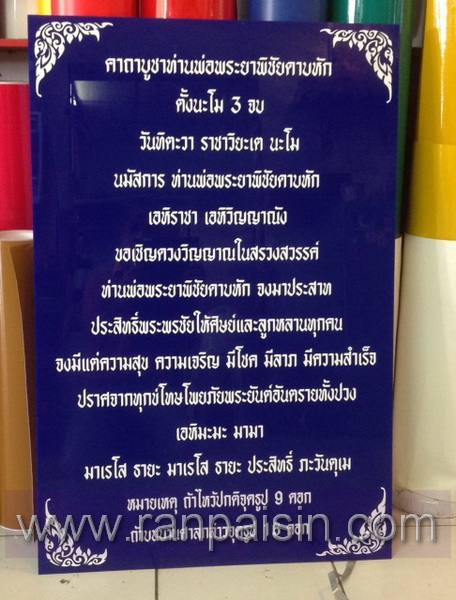 คาถาบูชาท่านพ่อพระยาพิชัยดาบหัก
ตั้งนะโม 3 จบ
วันทิตะวา ราชาวิยะเต นะโม
นมัสการ ท่านพ่อพระยาพิชัยดาบหัก
เอหิราชา เอหิวิญญาณัง
ขอเชิญดวงวิญญาณในสรวงสวรรค์
ท่านพ่อพระยาพิชัยดาบหัก จงมาประสาท
ประสิทธิ์พระพรชัยให้ศิษย์และลูกหลานทุกคน
จงมีแต่ความสุข ความเจริญ มีโชค มีลาภ มีความสำเร็จ
ปราศจากทุกข์โทษโพยภัยพระยันต์อันตรายทั้งปวง
เอหิมะมะ มามา
มาเรโส ธายะ มาเรโส ธายะ ประสิทธิ์ ภะวันตุเม
หมายเหตุ ถ้าไหว้ปกติจุดธูป 9 ดอก
16 ดอก
www.ranpaisin.com